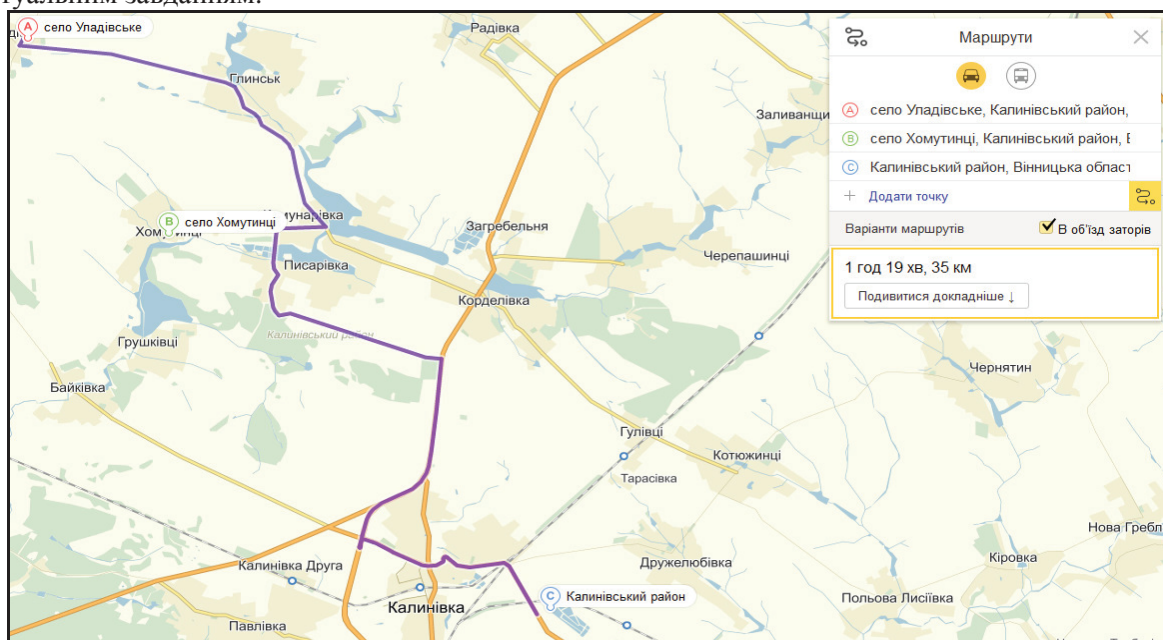 туальним завданням.
A село Уладівське
Радівка
Глинськ
Заливанщи
B село Хомутинці
Загребельня
Черепашинці
Писарівка
Корделівка
Калинівський район
Грушківці
Байківка
Чернятин
Гулівці
Котюжинці
Тарасівка
Нова Гребл
Калинівка Друга
Дружелюбівка
Кіровка
C Калинівський район
Польова Лисіївка
Калинівка
Павлівка
Маршрути
A село Уладівське, Калинівський район,
B село Хомутинці, Калинівський район, В
C Калинівський район, Вінницька област
+ Додати точку
Варіанти маршрутів
В об'їзд заторів
1 год 19 хв, 35 км
Подивитися докладніше ↓